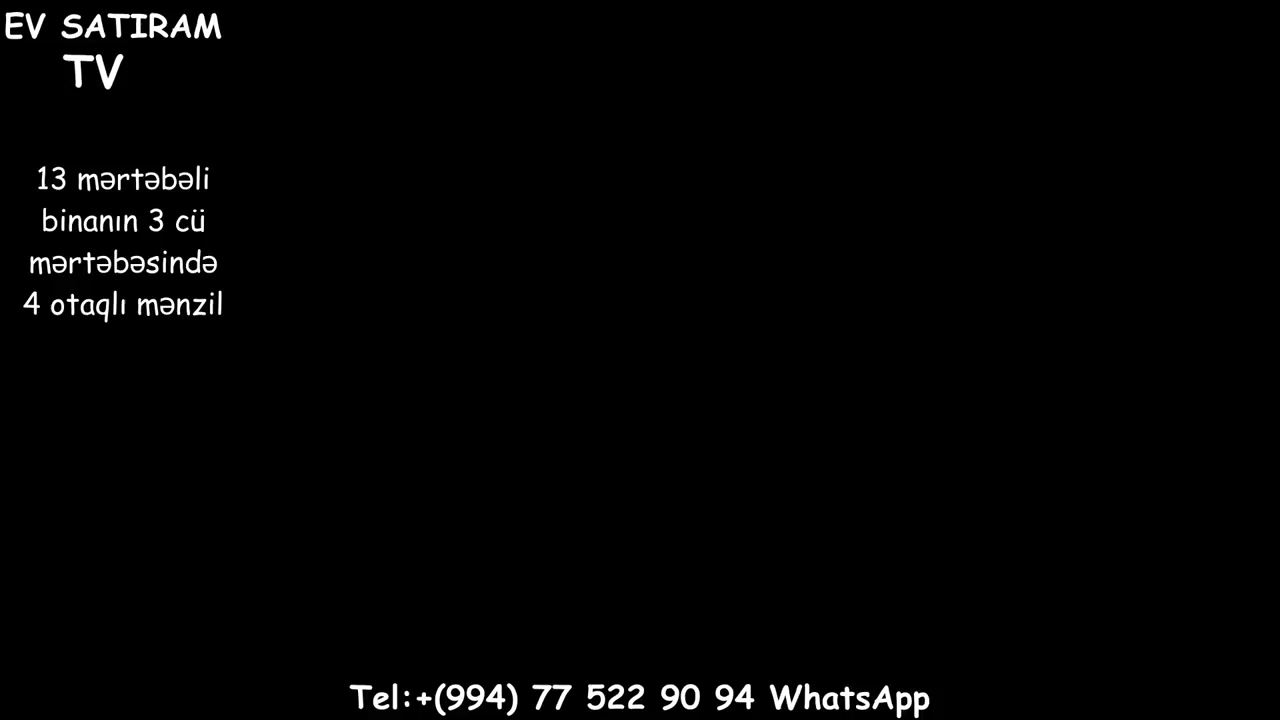 EV SATIRAM
TV
13 mərtəbəli
binanın 3 cü
mərtəbəsində
4 otaqlı mənzil
Tel:+(994) 77 522 90 94 WhatsApp